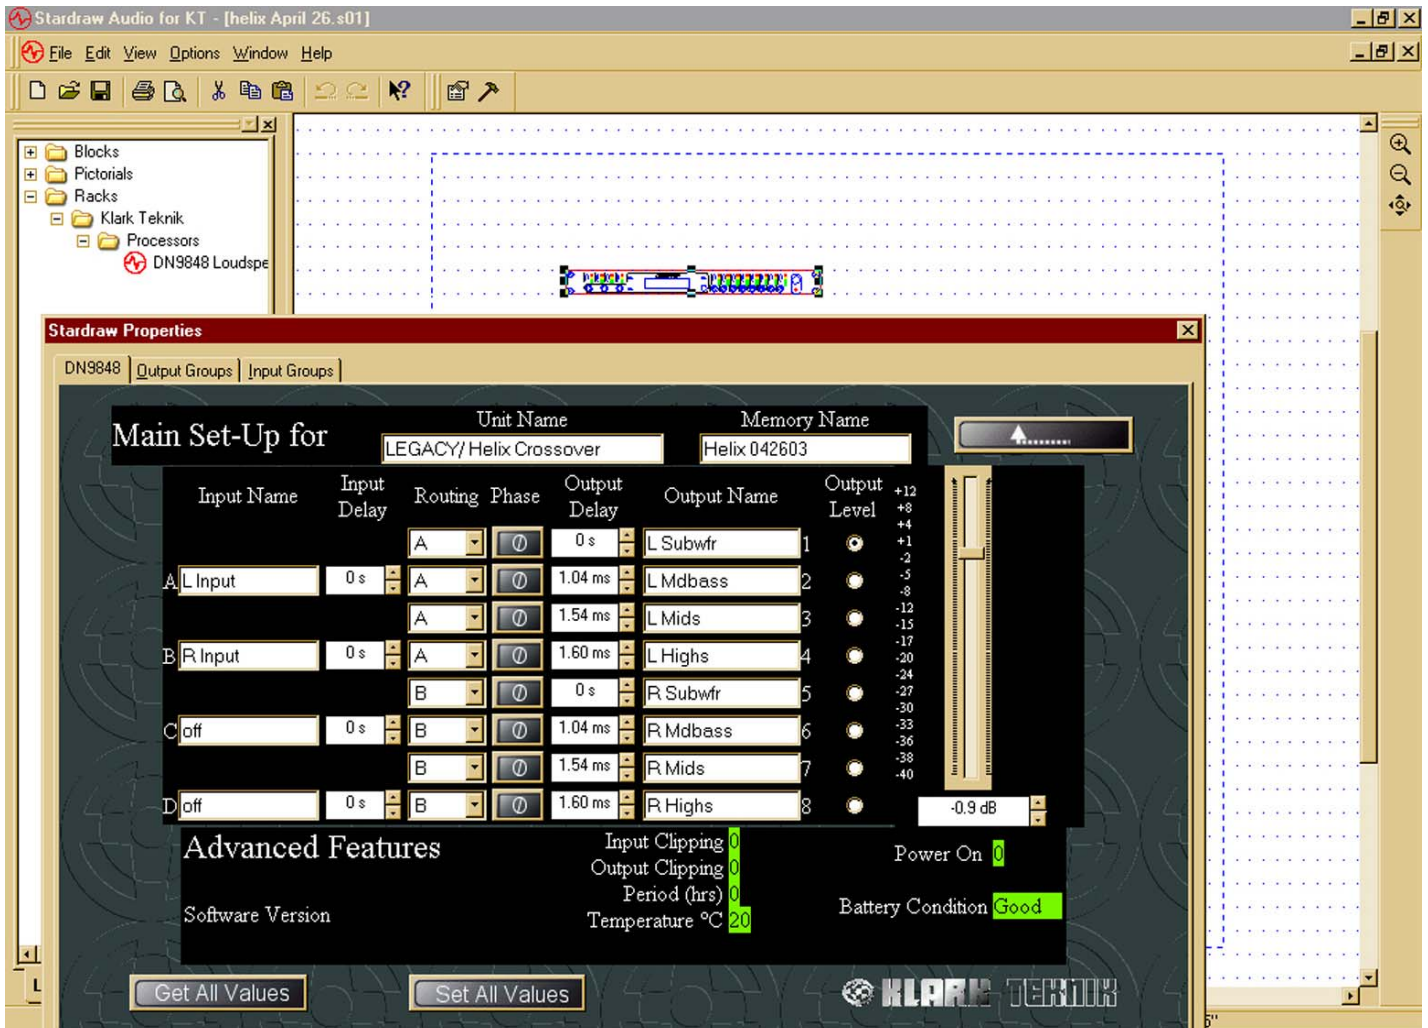 Stardraw Audio for KT - [helix April 26.s01]
File Edit View Options Window Help
Blocks
Pictorials
Racks
Klark Teknik
Processors
DN9848 Loudspe
Stardraw Properties
DN9848 Output Groups Input Groups
Main Set-Up for
Unit Name
Memory Name
LEGACY/ Helix Crossover
Helix 042603
Input Name Input Delay Routing Phase Output Delay Output Name Output Level
A 0 s L Subwfr 1
A L Input 0 s A 1.04 ms L Mdbass 2
A 1.54 ms L Mids 3
B R Input 0 s A 1.60 ms L Highs 4
B 0 s R Subwfr 5
C off 0 s B 1.04 ms R Mdbass 6
B 1.54 ms R Mids 7
D off 0 s B 1.60 ms R Highs 8
+12
+8
+4
+1
-2
-5
-8
-12
-15
-17
-20
-24
-27
-30
-33
-36
-38
-40
-0.9 dB
Advanced Features
Software Version
Input Clipping 0
Output Clipping 0
Period (hrs) 0
Temperature °C 20
Power On 0
Battery Condition Good
Get All Values
Set All Values
KLARK TEKNIK